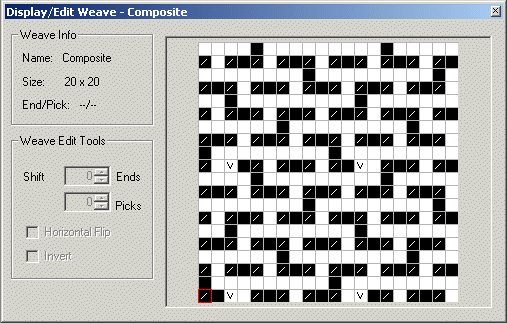 Display/Edit Weave - Composite
Weave Info
Name: Composite
Size: 20 x 20
End/Pick: --/--
Weave Edit Tools
Shift 0 Ends
0 Picks
Horizontal Flip
Invert
V V
V V